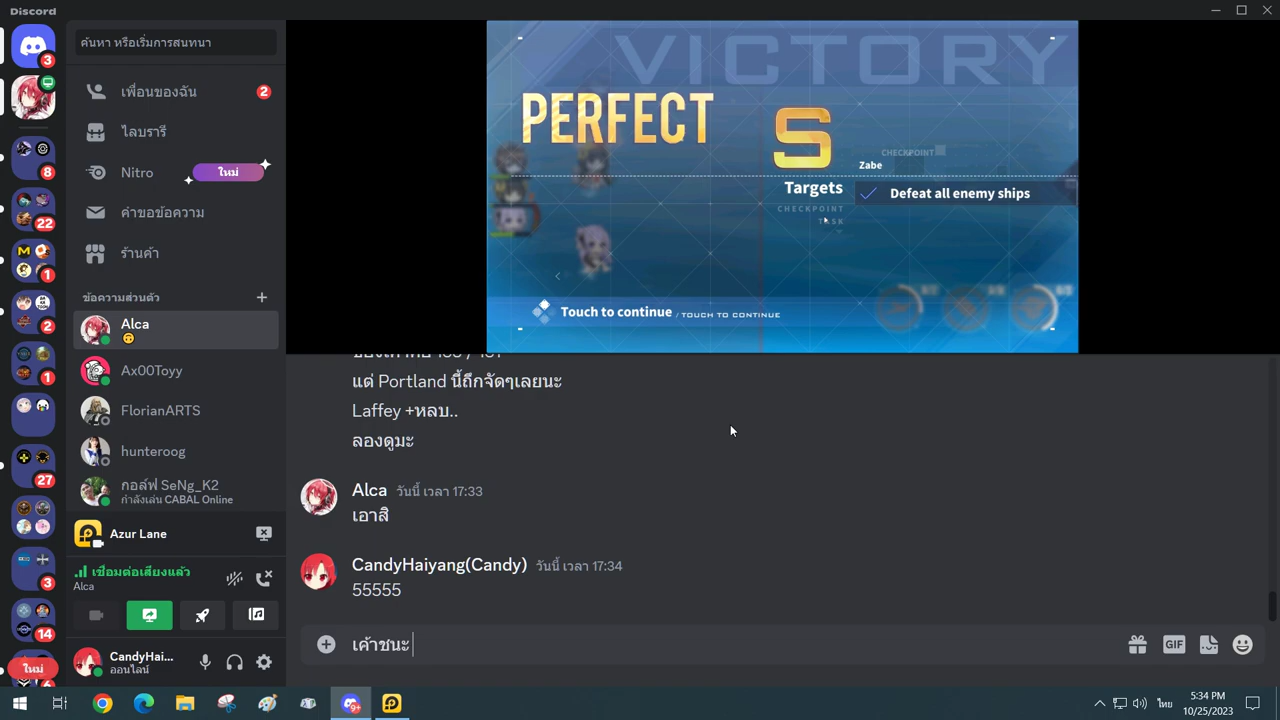 Discord
ค้นหา หรือเริ่มการสนทนา
3
เพื่อนของฉัน
2
ไลบรารี
8
Nitro
ใหม่
22
คำขอข้อความ
M
1
ร้านค้า
ข้อความส่วนตัว
2
Alca
1
Ax00Toyy
FlorianARTS
hunteroog
27
กอล์ฟ SeNg_K2
กำลังเล่น CABAL Online
Azur Lane
3
เชื่อมต่อเสียงแล้ว
Alca
14
CandyHai...
ออนไลน์
ใหม่
VICTORY
PERFECT
S
CHECKPOINT
Zabe
Targets
Defeat all enemy ships
CHECKPOINT
TASK
Touch to continue / TOUCH TO CONTINUE
แต่ Portland นี้ถึกจัดๆเลยนะ
Laffey +หลบ..
ลองดูมะ
Alca วันนี้ เวลา 17:33
เอาสิ
CandyHaiyang(Candy) วันนี้ เวลา 17:34
55555
เค้าชนะ
GIF
9+
ไทย
5:34 PM
10/25/2023